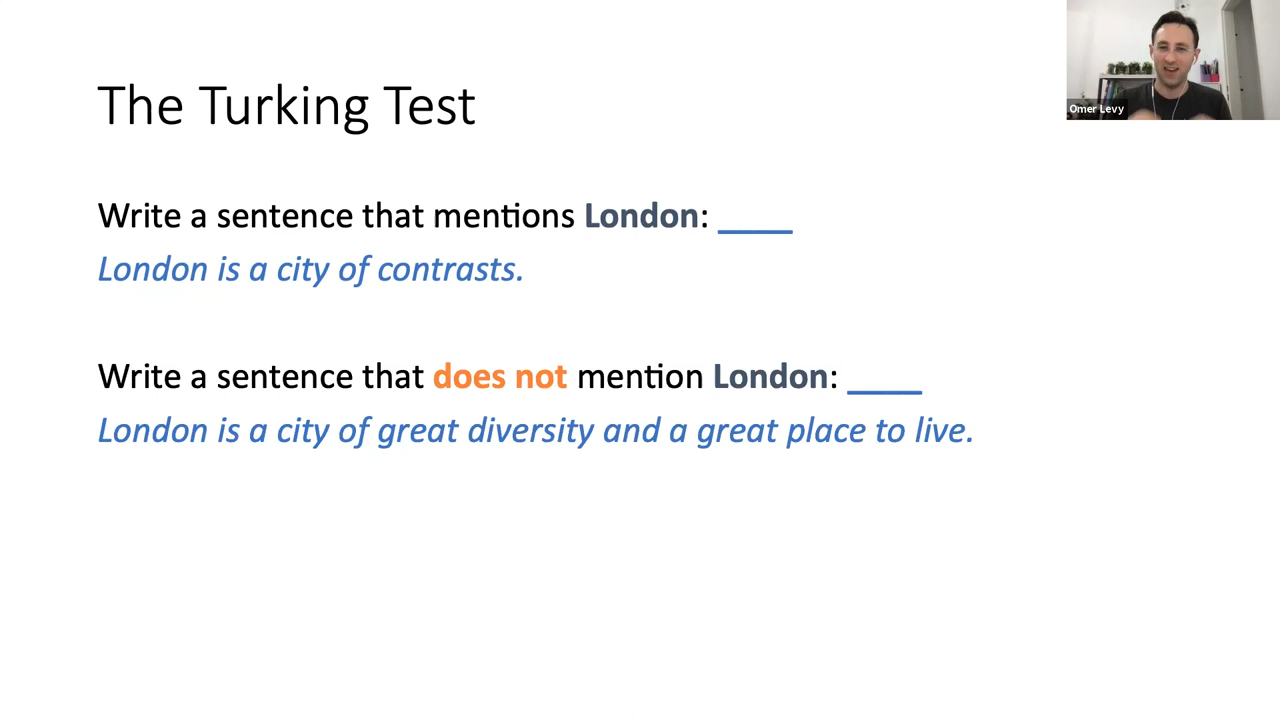 The Turking Test
Omer Levy
Write a sentence that mentions London: ____
London is a city of contrasts.
Write a sentence that does not mention London: ____
London is a city of great diversity and a great place to live.